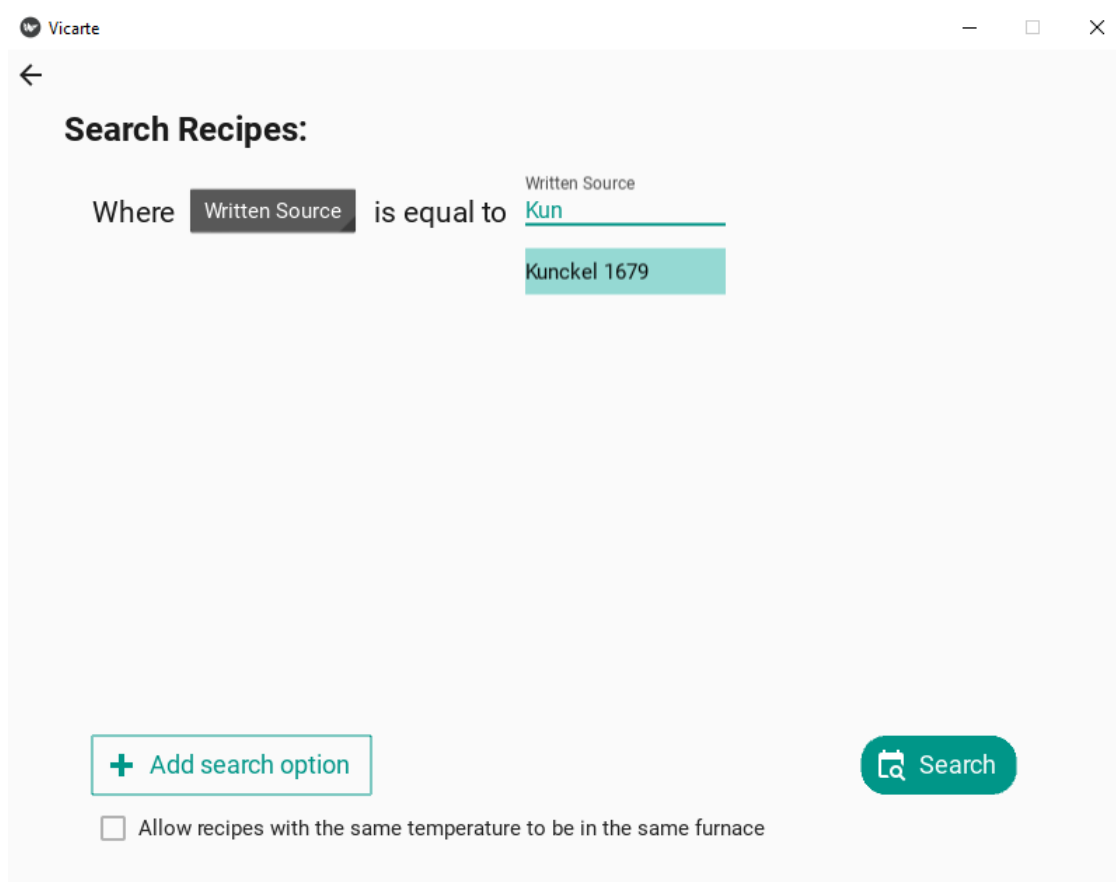 Vicarte
Search Recipes:
Written Source
Where Written Source is equal to Kun
Kunckel 1679
Add search option
Search
Allow recipes with the same temperature to be in the same furnace